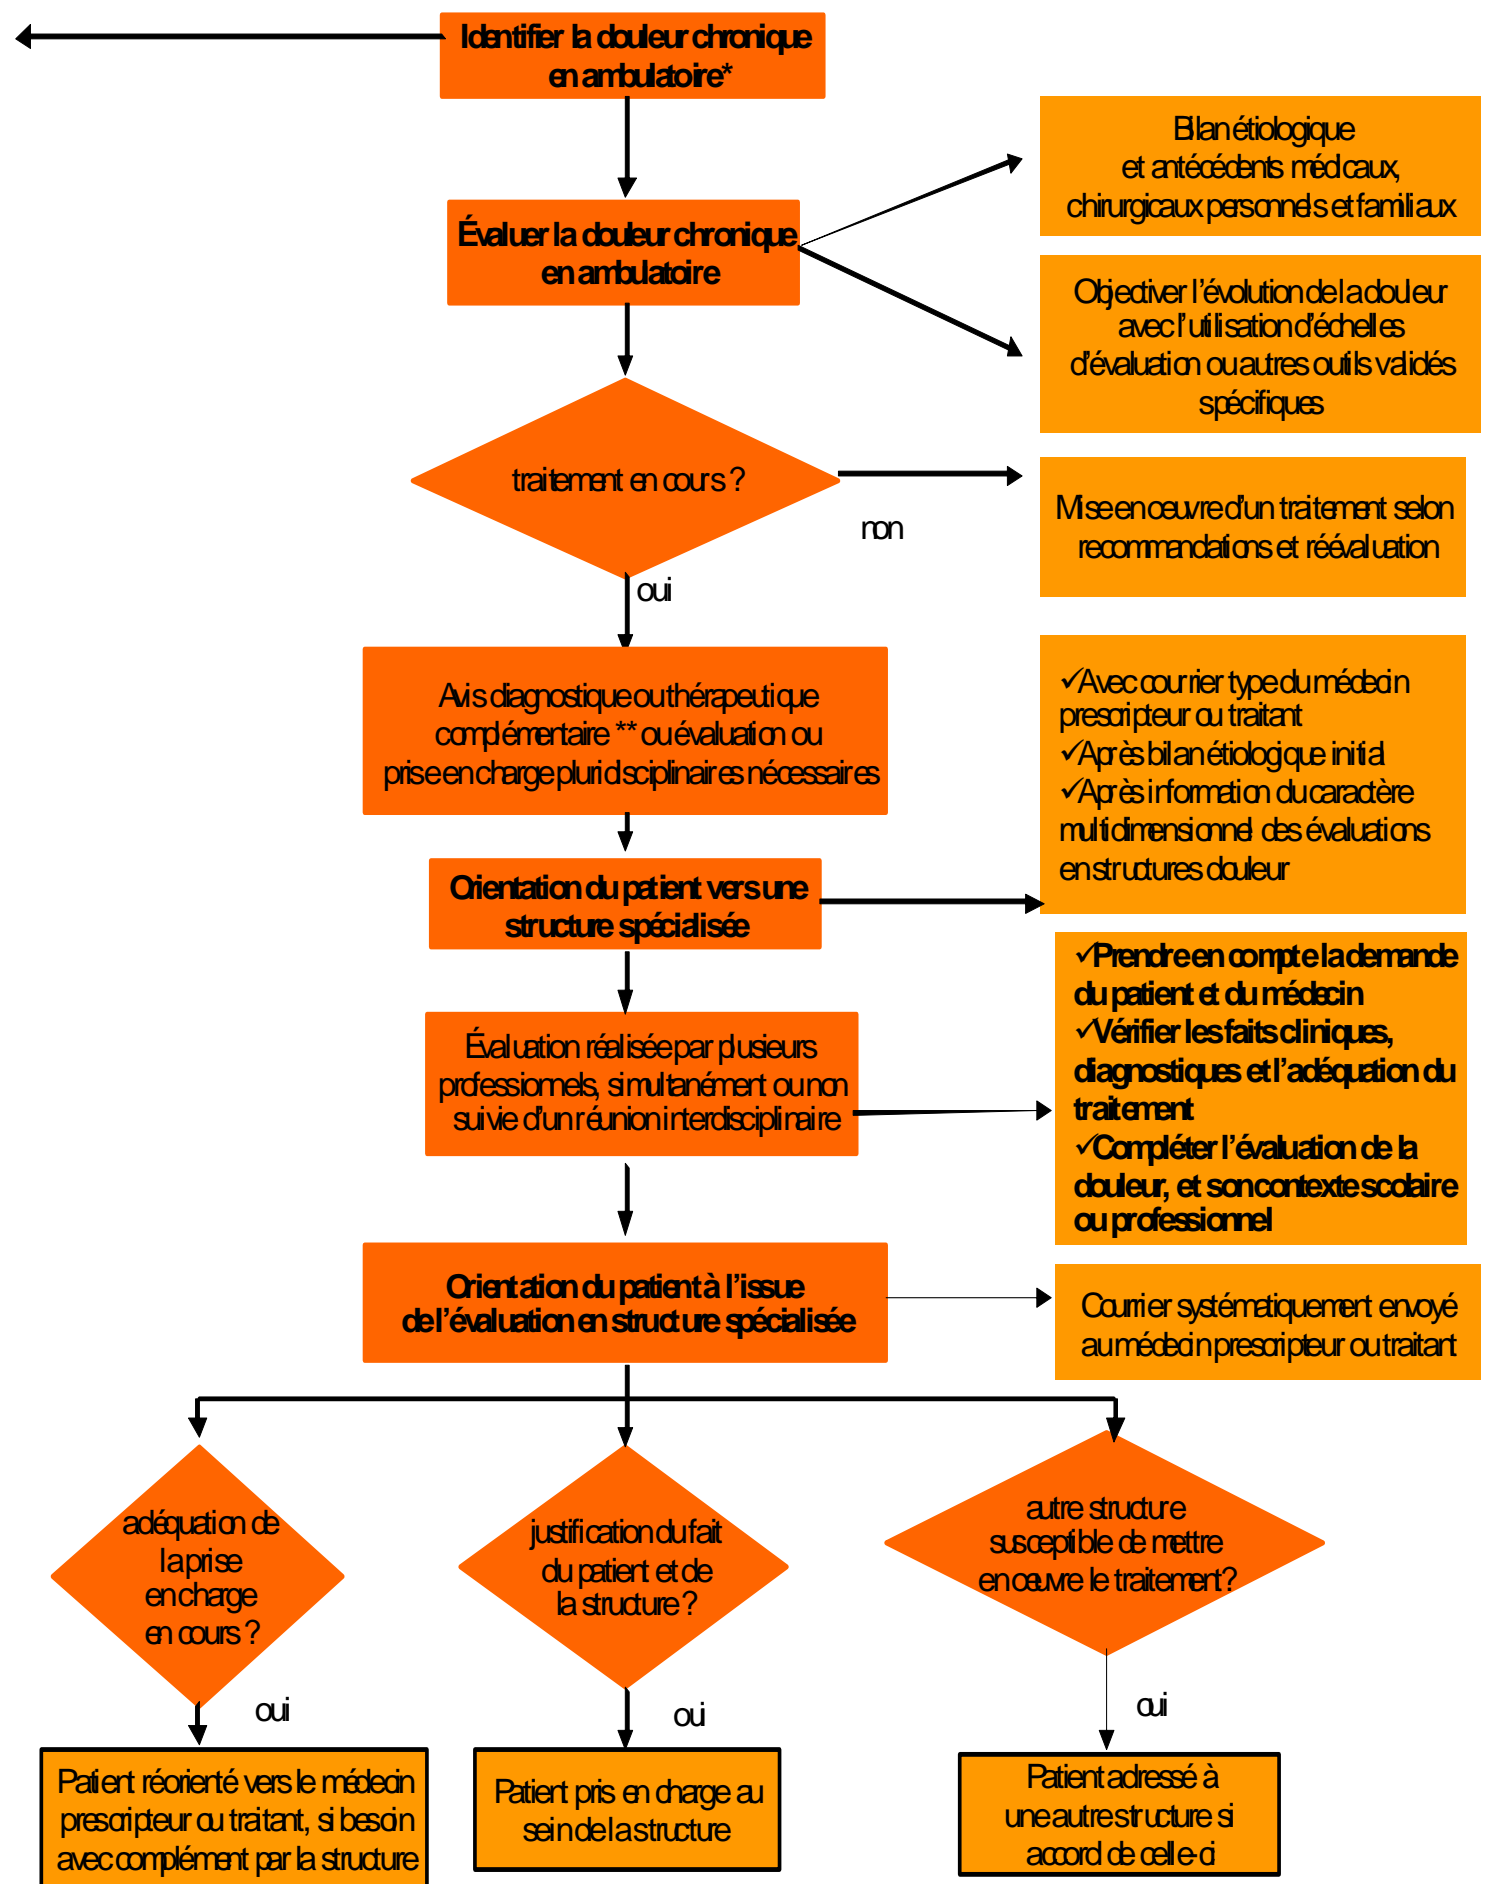 Identifier la douleur chronique
en ambulatoire*
Bilan étiologique
et antécédents médicaux,
chirurgicaux personnels et familiaux
Évaluer la douleur chronique
en ambulatoire
Objectiver l’évolution de la douleur
avec l’utilisation d’échelles
d’évaluation ou autres outils validés
spécifiques
traitement en cours ?
non
Mise en œuvre d’un traitement selon
recommandations et réévaluation
oui
Avis diagnostique ou thérapeutique
complémentaire ** ou évaluation ou
prise en charge pluridisciplinaires nécessaires
✓Avec courrier type du médecin
prescripteur ou traitant
✓Après bilan étiologique initial
✓Après information du caractère
multidimensionnel des évaluations
en structures douleur
Orientation du patient vers une
structure spécialisée
✓Prendre en compte la demande
du patient et du médecin
✓Vérifier les faits cliniques,
diagnostiques et l’adéquation du
traitement
✓Compléter l’évaluation de la
douleur, et son contexte scolaire
ou professionnel
Évaluation réalisée par plusieurs
professionnels, simultanément ou non
suivie d’un réunion interdisciplinaire
Orientation du patient à l’issue
de l’évaluation en structure spécialisée
Courrier systématiquement envoyé
au médecin prescripteur ou traitant
adéquation de
la prise
en charge
en cours ?
justification du fait
du patient et de
la structure ?
autre structure
susceptible de mettre
en œuvre le traitement?
oui
oui
oui
Patient réorienté vers le médecin
prescripteur ou traitant, si besoin
avec complément par la structure
Patient pris en charge au
sein de la structure
Patient adressé à
une autre structure si
accord de celle-ci